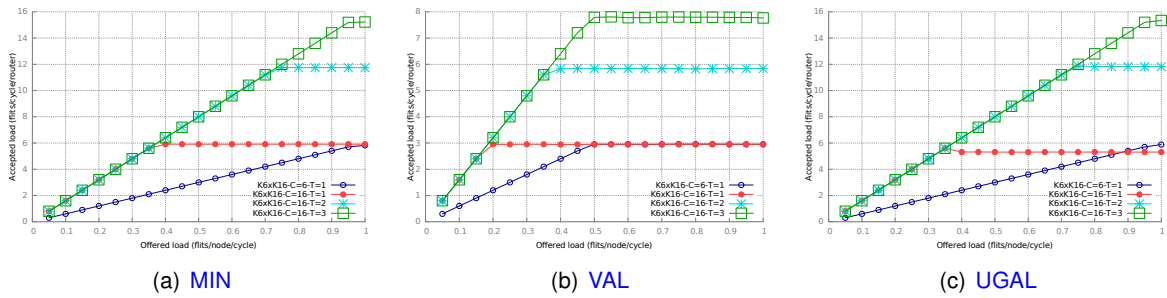 16
14
12
10
8
6
4
2
0
Accepted load (flits/cycle/router)
K6xK16-C=6-T=1
K6xK16-C=16-T=1
K6xK16-C=16-T=2
K6xK16-C=16-T=3
0 0.1 0.2 0.3 0.4 0.5 0.6 0.7 0.8 0.9 1
Offered load (flits/node/cycle)
(a) MIN
8
7
6
5
4
3
2
1
0
Accepted load (flits/cycle/router)
K6xK16-C=6-T=1
K6xK16-C=16-T=1
K6xK16-C=16-T=2
K6xK16-C=16-T=3
0 0.1 0.2 0.3 0.4 0.5 0.6 0.7 0.8 0.9 1
Offered load (flits/node/cycle)
(b) VAL
16
14
12
10
8
6
4
2
0
Accepted load (flits/cycle/router)
K6xK16-C=6-T=1
K6xK16-C=16-T=1
K6xK16-C=16-T=2
K6xK16-C=16-T=3
0 0.1 0.2 0.3 0.4 0.5 0.6 0.7 0.8 0.9 1
Offered load (flits/node/cycle)
(c) UGAL